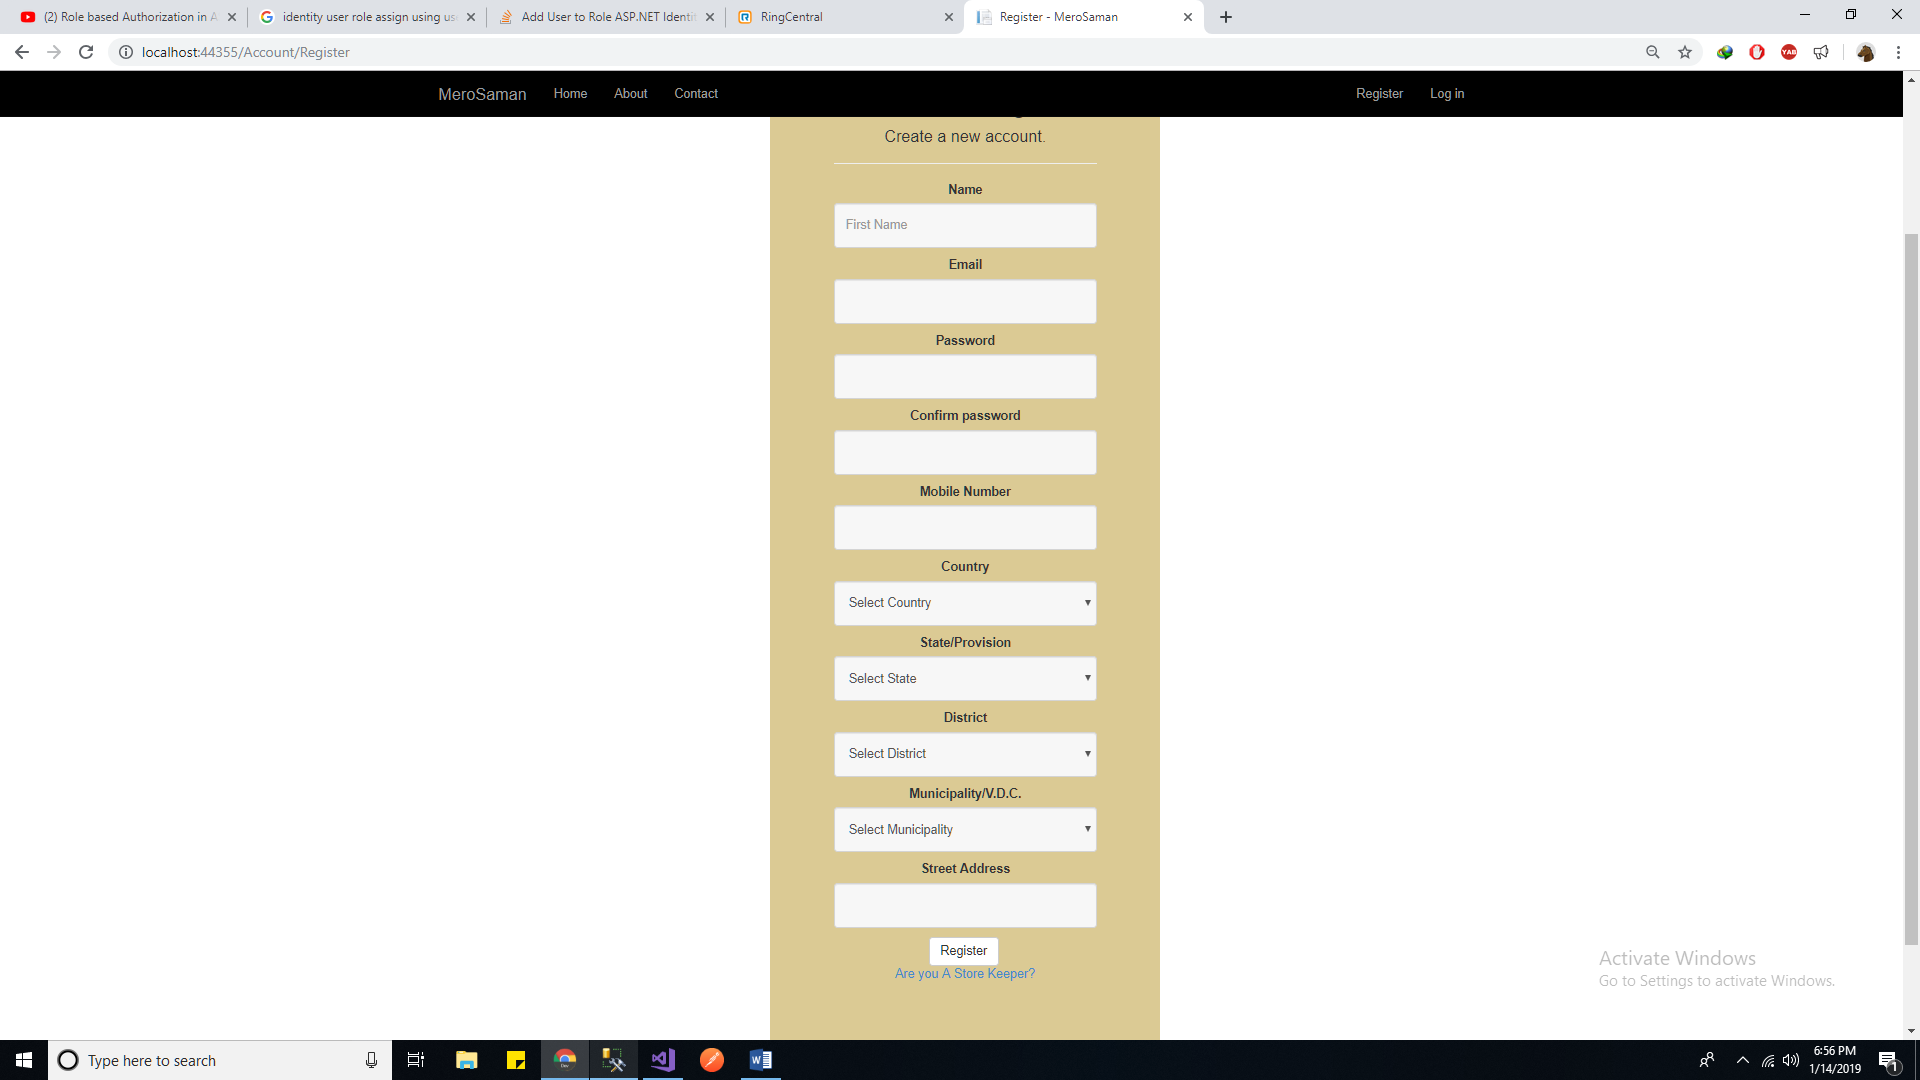 (2) Role based Authorization in A
identity user role assign using us
Add User to Role ASP.NET Identi
RingCentral
Register - MeroSaman
localhost:44355/Account/Register
YAB
MeroSaman
Home
About
Contact
Register
Log in
Create a new account.
Name
First Name
Email
Password
Confirm password
Mobile Number
Country
Select Country
State/Provision
Select State
District
Select District
Municipality/V.D.C.
Select Municipality
Street Address
Register
Are you A Store Keeper?
Activate Windows
Go to Settings to activate Windows.
Type here to search
6:56 PM
1/14/2019
1